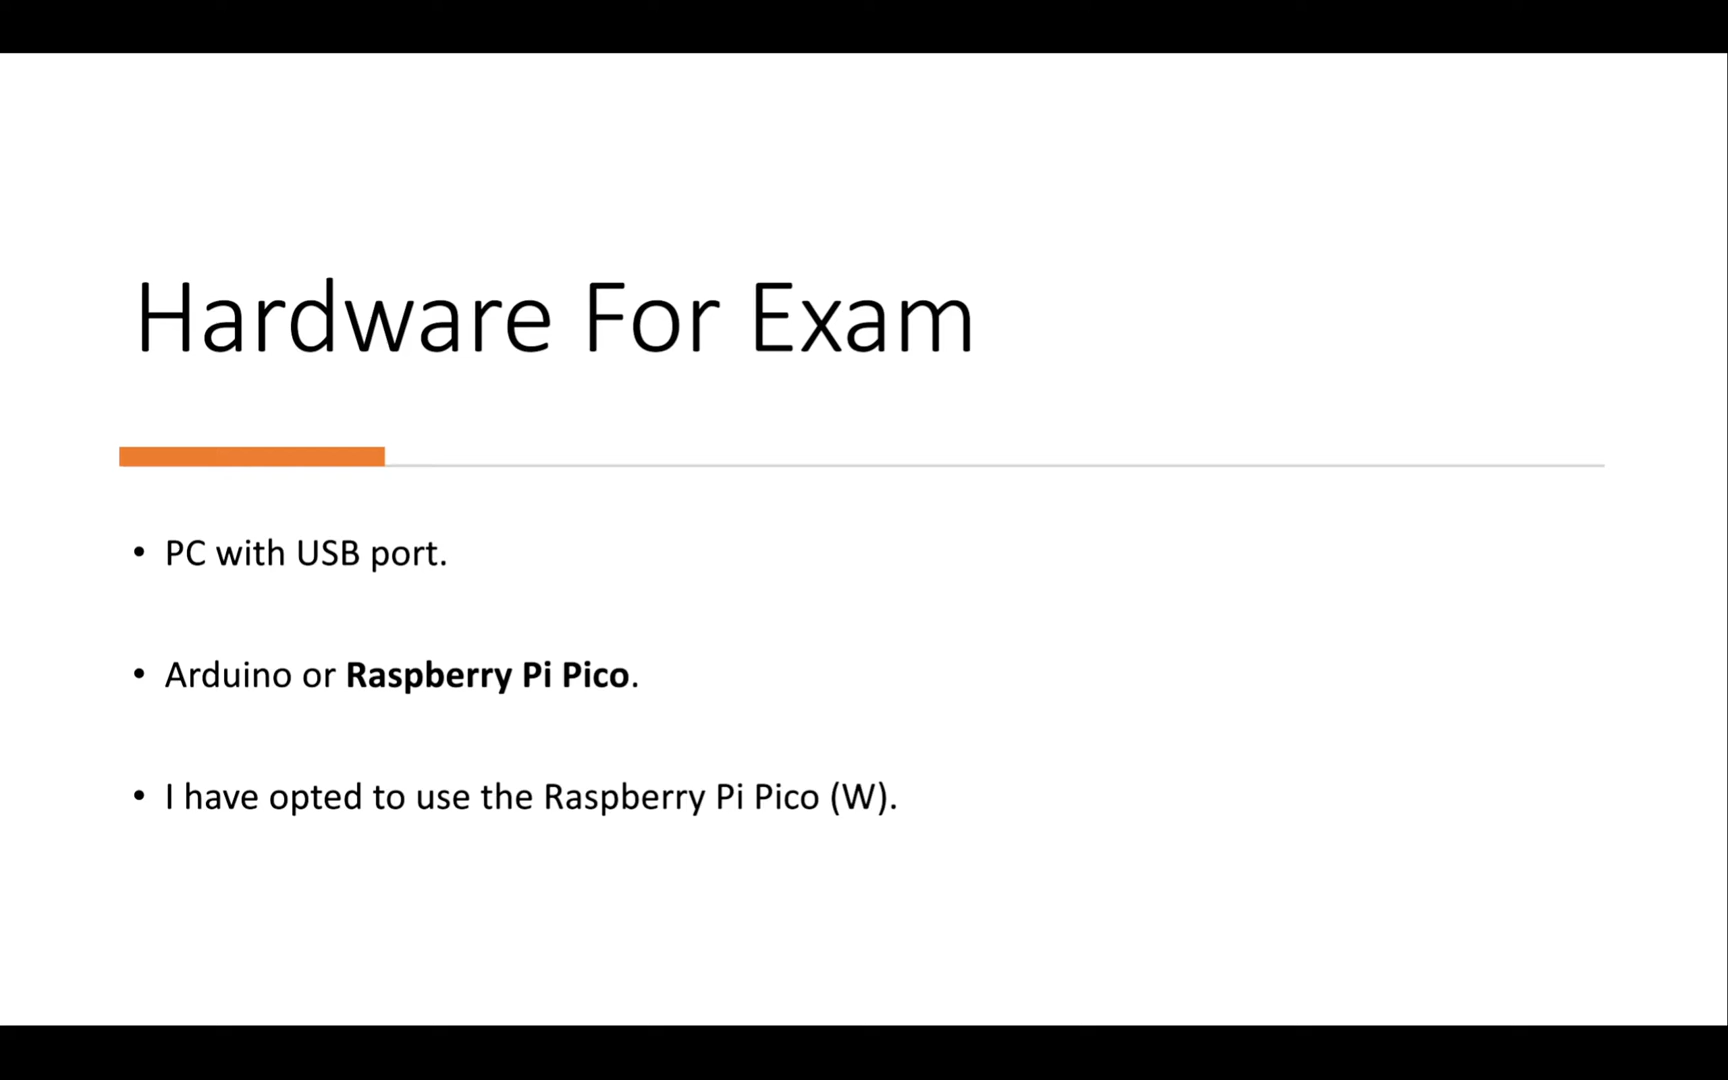 Hardware For Exam
• PC with USB port.
• Arduino or Raspberry Pi Pico.
• I have opted to use the Raspberry Pi Pico (W).